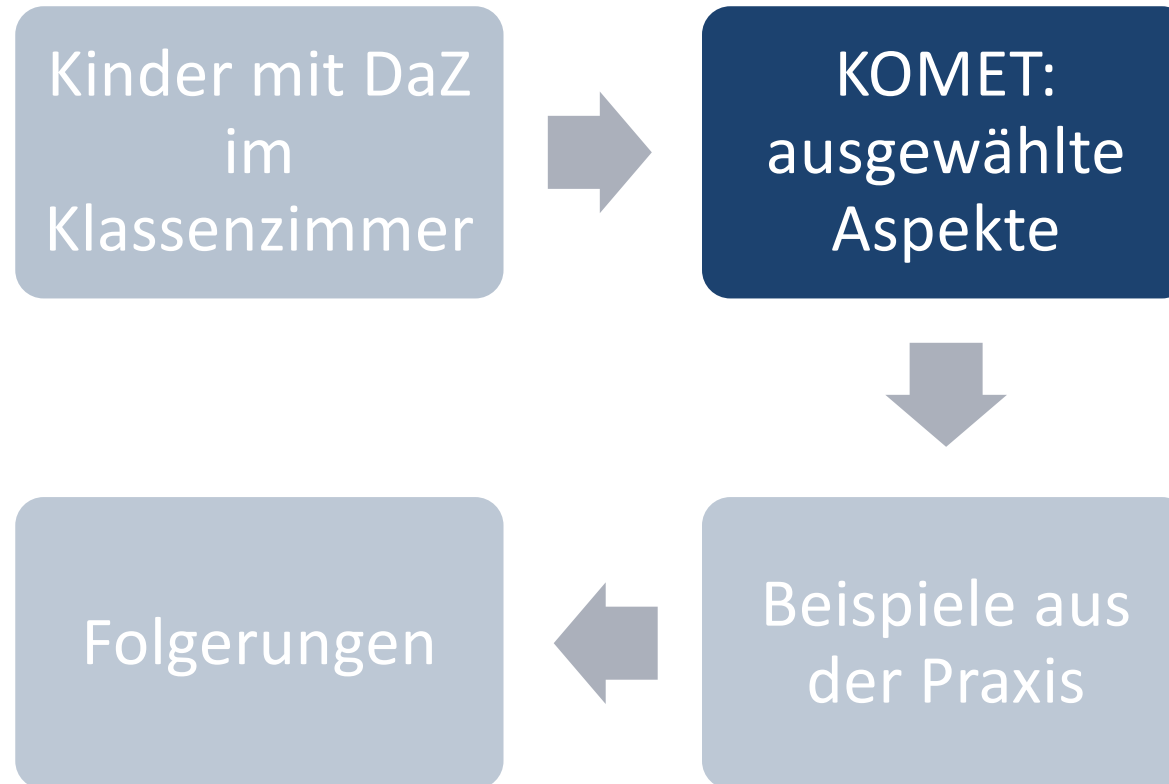 Kinder mit DaZ
im
Klassenzimmer
KOMET:
ausgewählte
Aspekte
Beispiele aus
der Praxis
Folgerungen